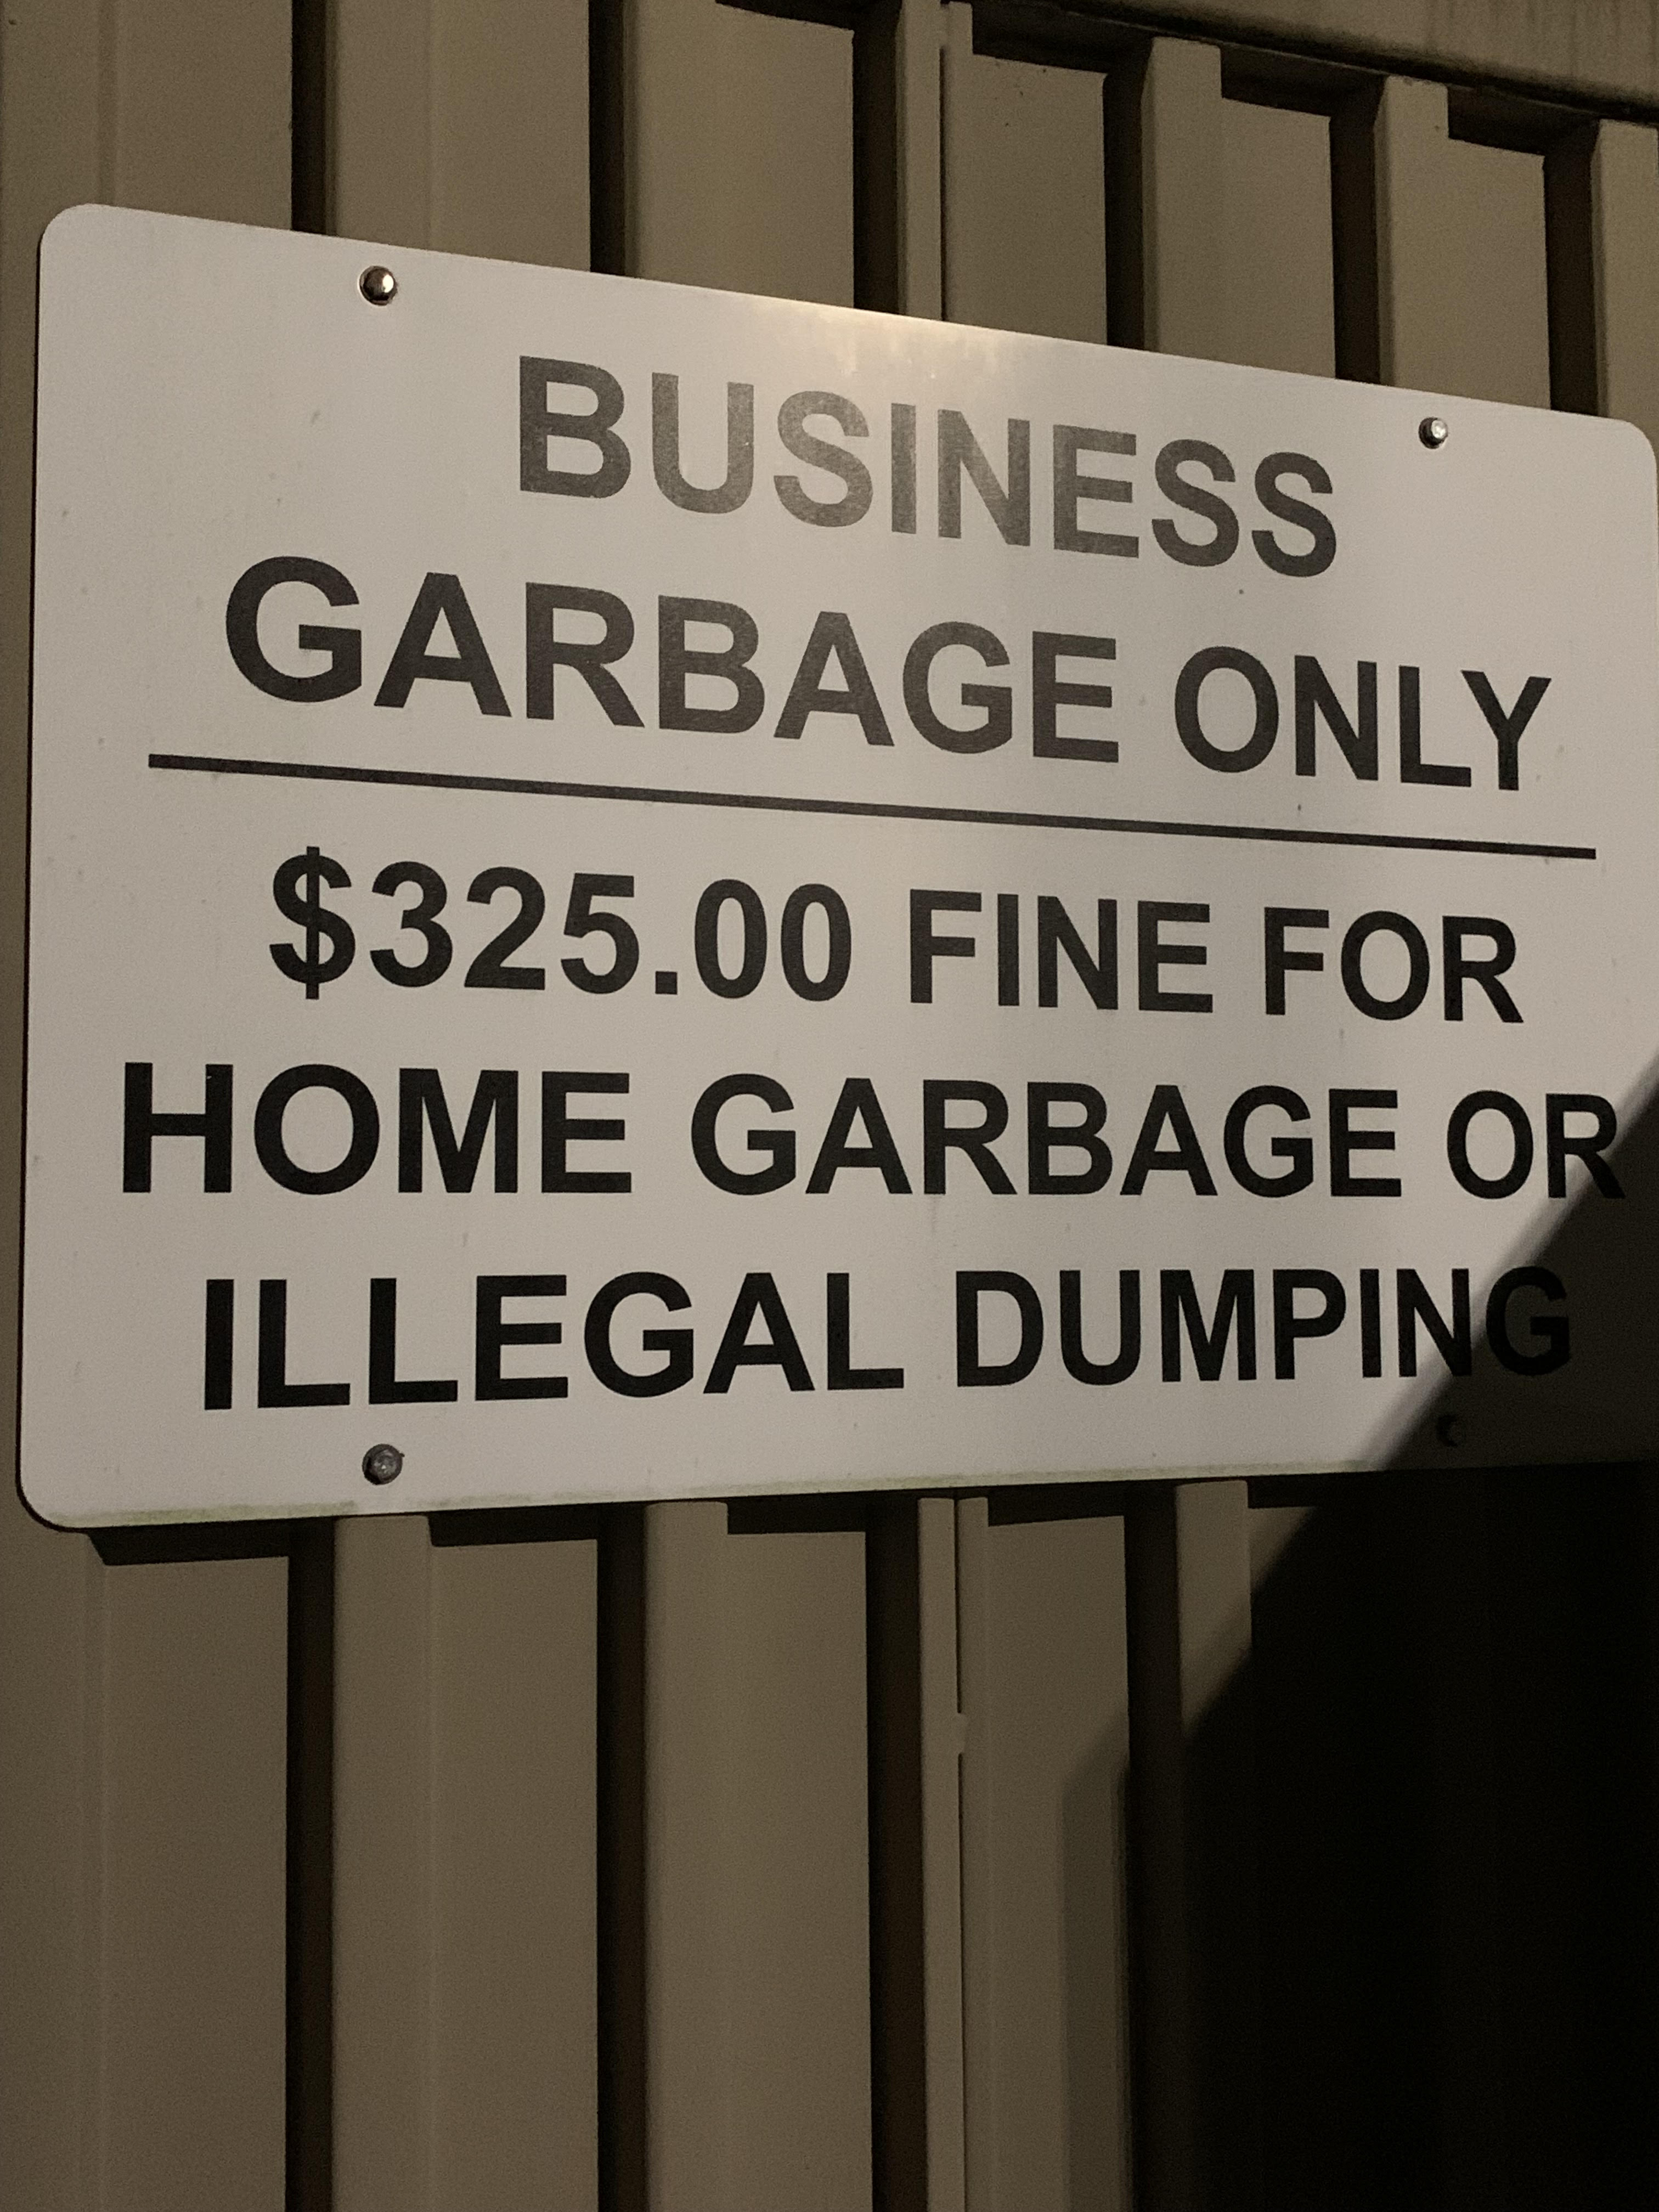 BUSINESS
GARBAGE ONLY
$325.00 FINE FOR
HOME GARBAGE OR
ILLEGAL DUMPING